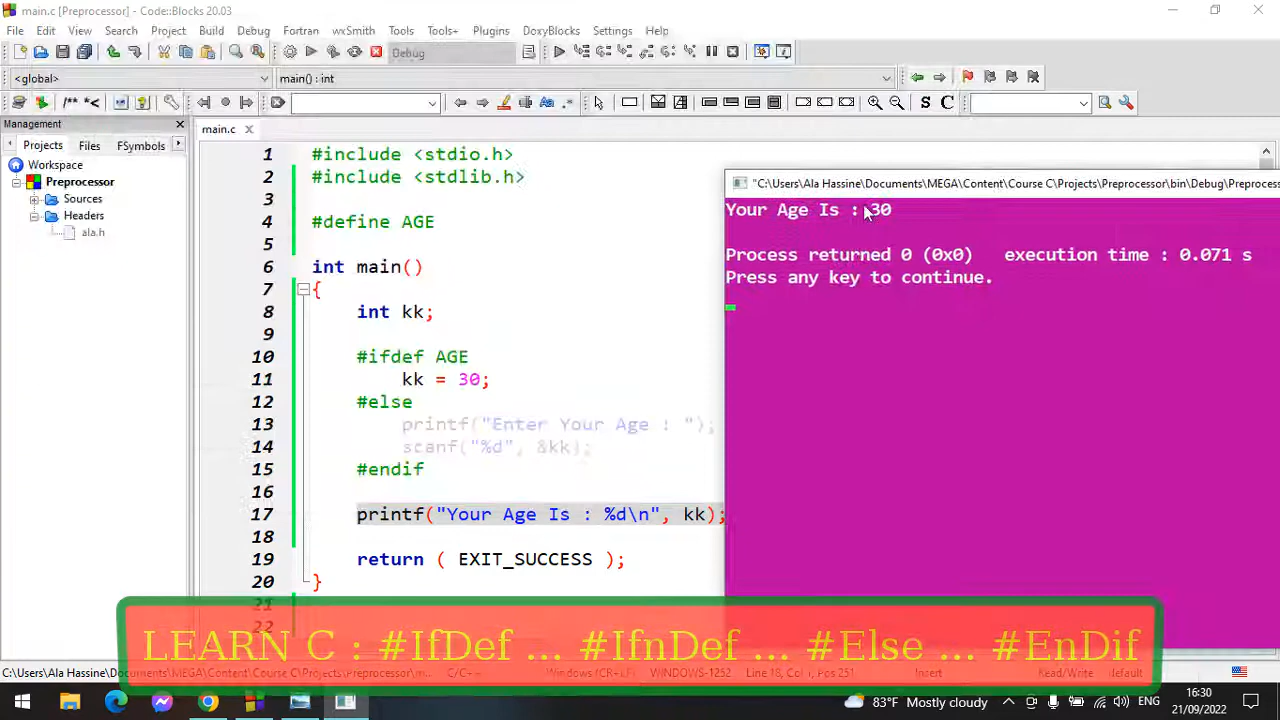 main.c [Preprocessor] - Code::Blocks 20.03
File Edit View Search Project Build Debug Fortran wxSmith Tools Tools+ Plugins DoxyBlocks Settings Help
Debug
<global> main() : int
/** *< Aa .* S C
Management
Projects Files FSymbols
Workspace
Preprocessor
Sources
Headers
ala.h
main.c
1 #include <stdio.h>
2 #include <stdlib.h>
3
4 #define AGE
5
6 int main()
7 {
8 int kk;
9
10 #ifdef AGE
11 kk = 30;
12 #else
13 printf("Enter Your Age : ");
14 scanf("%d", &kk);
15 #endif
16
17 printf("Your Age Is : %d\n", kk);
18
19 return ( EXIT_SUCCESS );
20 }
21
22
"C:\Users\Ala Hassine\Documents\MEGA\Content\Course C\Projects\Preprocessor\bin\Debug\Preproces
Your Age Is : 30
Process returned 0 (0x0) execution time : 0.071 s
Press any key to continue.
LEARN C : #IfDef ... #IfnDef ... #Else ... #EnDif
C:\Users\Ala Hassine\Documents\MEGA\Content\Course C\Projects\Preprocessor\m... C/C++ Windows (CR+LF) WINDOWS-1252 Line 18, Col 5, Pos 251 Insert Read/Write default
83°F Mostly cloudy
16:30
21/09/2022